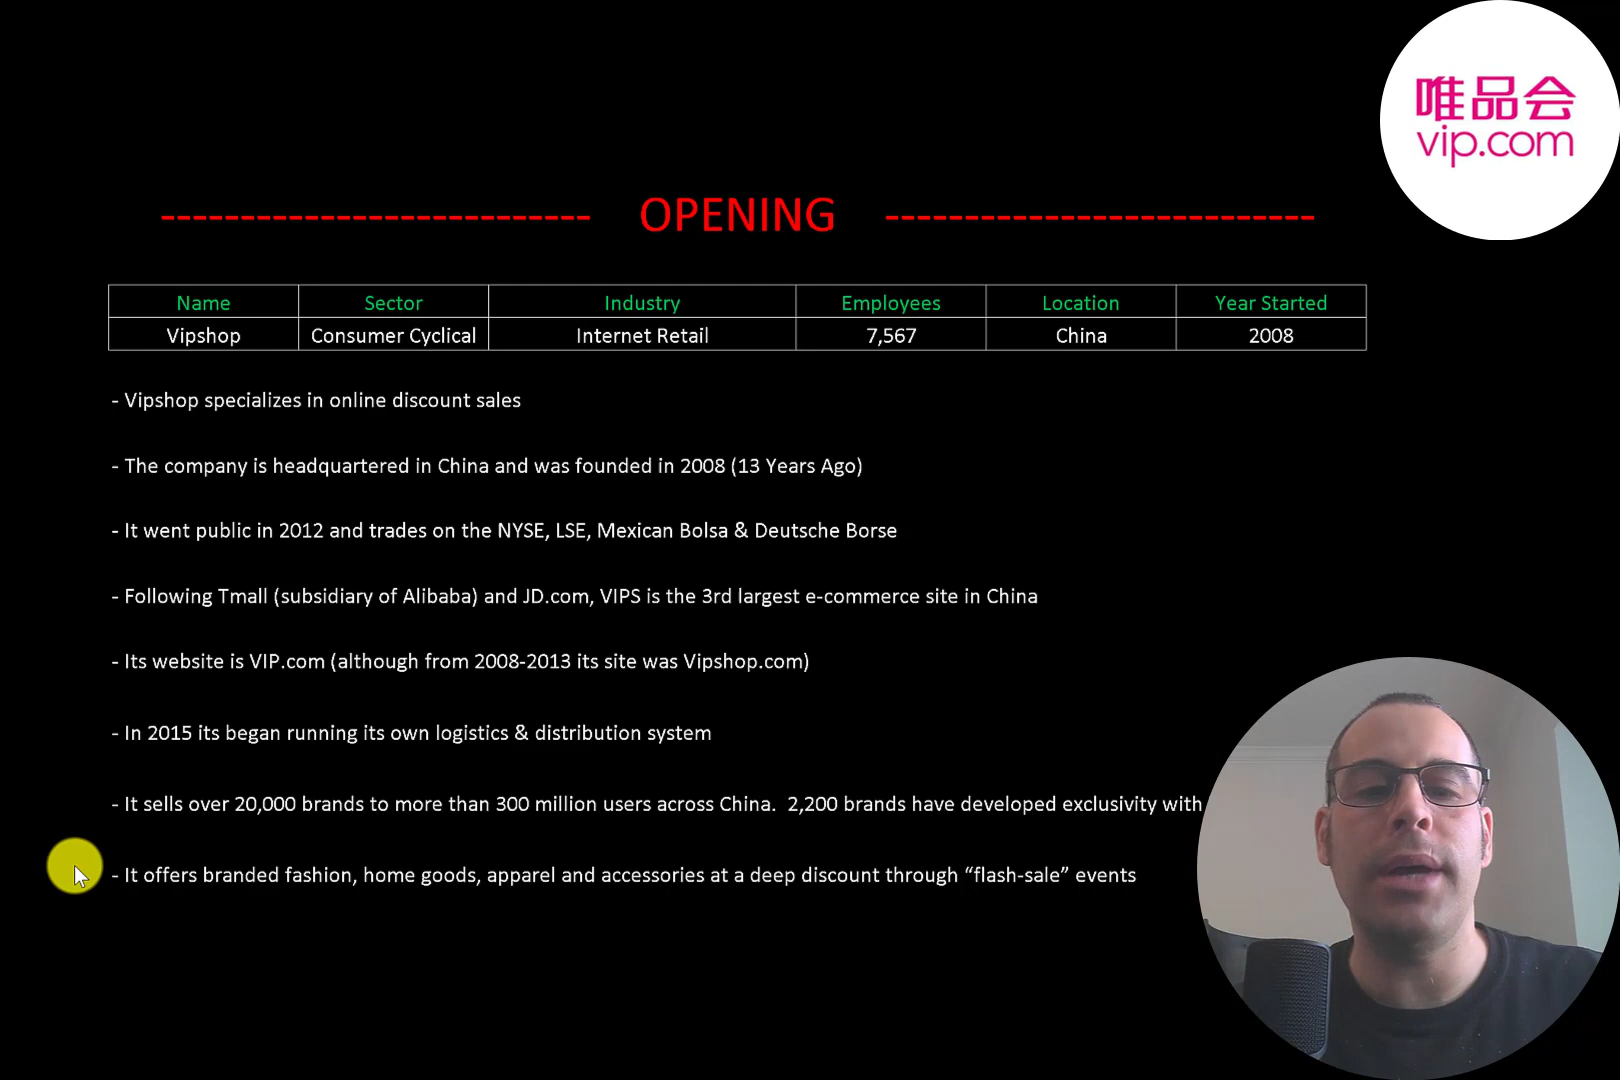 唯品会
vip.com
--------------------------- OPENING ---------------------------
Name Sector Industry Employees Location Year Started
Vipshop Consumer Cyclical Internet Retail 7,567 China 2008
- Vipshop specializes in online discount sales
- The company is headquartered in China and was founded in 2008 (13 Years Ago)
- It went public in 2012 and trades on the NYSE, LSE, Mexican Bolsa & Deutsche Borse
- Following Tmall (subsidiary of Alibaba) and JD.com, VIPS is the 3rd largest e-commerce site in China
- Its website is VIP.com (although from 2008-2013 its site was Vipshop.com)
- In 2015 its began running its own logistics & distribution system
- It sells over 20,000 brands to more than 300 million users across China.  2,200 brands have developed exclusivity with
- It offers branded fashion, home goods, apparel and accessories at a deep discount through “flash-sale” events